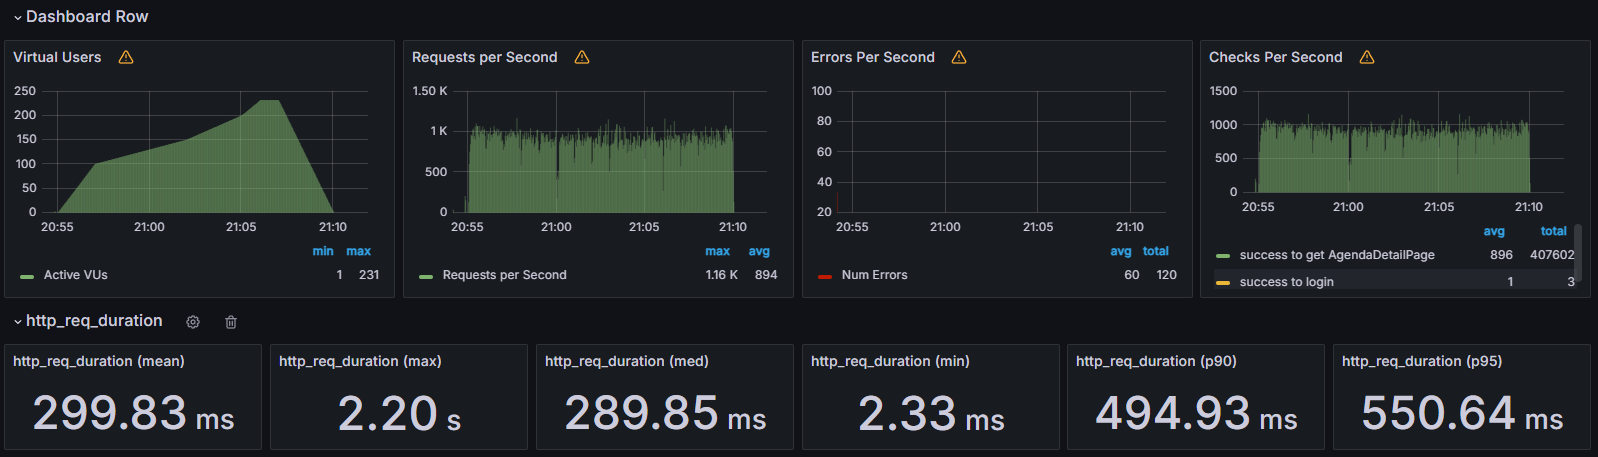 Dashboard Row
Virtual Users
250
200
150
100
50
0
20:55 21:00 21:05 21:10
min max
Active VUs 1 231
Requests per Second
1.50 K
1 K
500
0
20:55 21:00 21:05 21:10
max avg
Requests per Second 1.16 K 894
Errors Per Second
100
80
60
40
20
20:55 21:00 21:05 21:10
avg total
Num Errors 60 120
Checks Per Second
1500
1000
500
0
20:55 21:00 21:05 21:10
avg total
success to get AgendaDetailPage 896 407602
success to login 1 3
http_req_duration
http_req_duration (mean)
299.83 ms
http_req_duration (max)
2.20 s
http_req_duration (med)
289.85 ms
http_req_duration (min)
2.33 ms
http_req_duration (p90)
494.93 ms
http_req_duration (p95)
550.64 ms